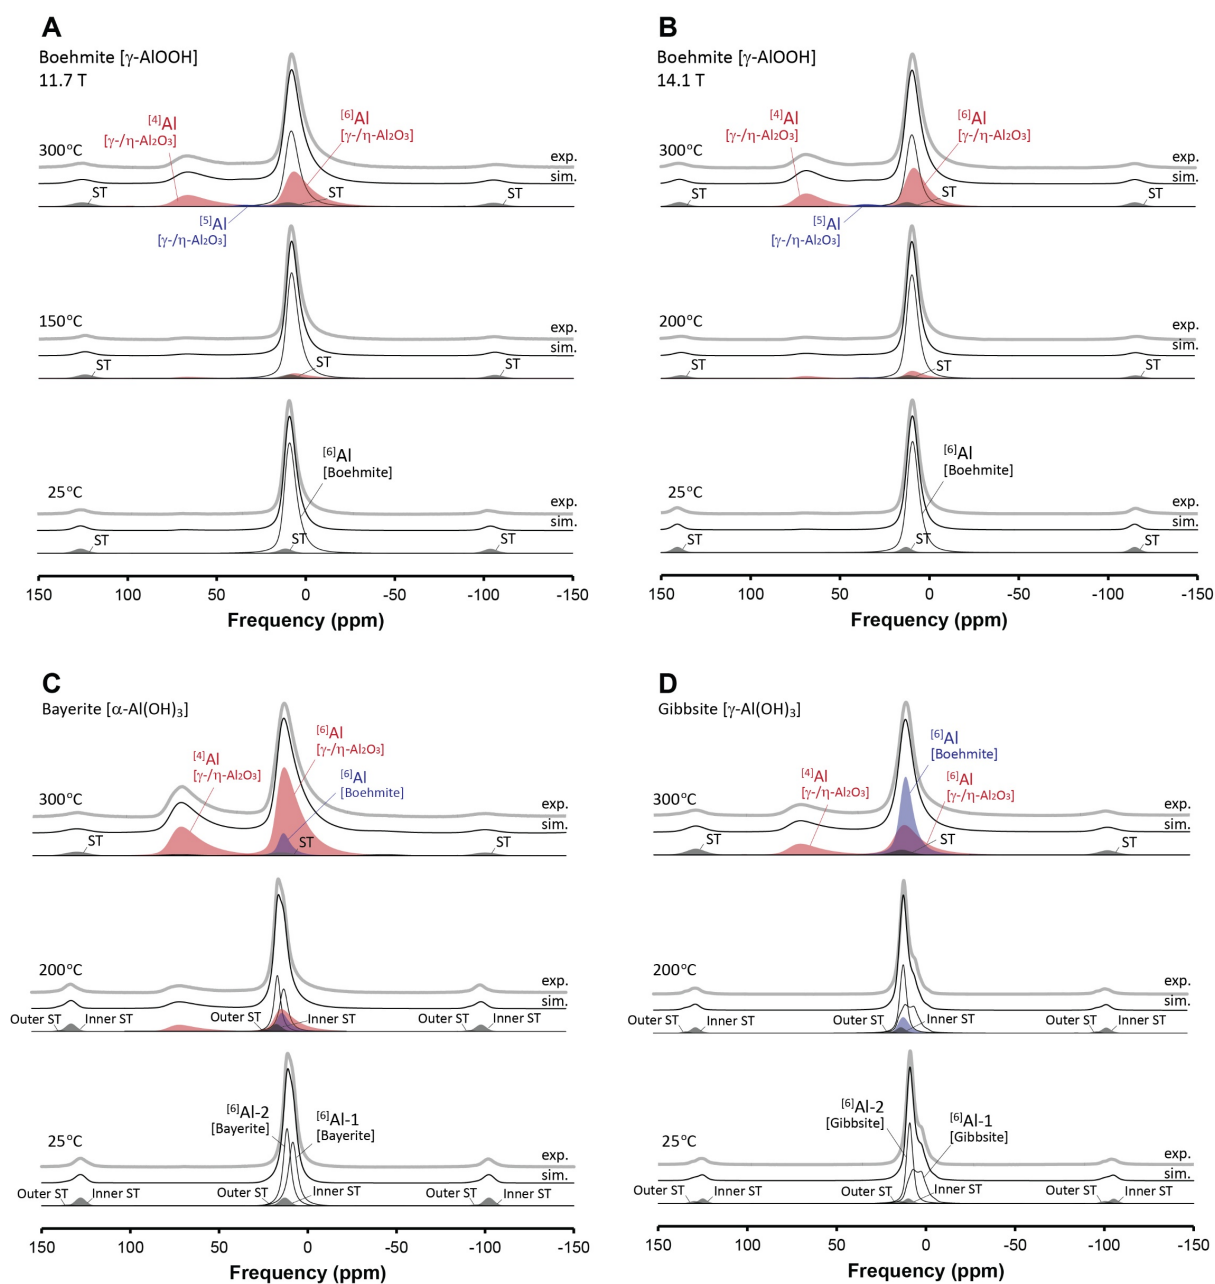 A
Boehmite [γ-AlOOH]
11.7 T
[4]Al
[γ-/η-Al₂O₃]
[6]Al
[γ-/η-Al₂O₃]
300°C
exp.
sim.
ST
ST
ST
[5]Al
[γ-/η-Al₂O₃]
150°C
exp.
sim.
ST
ST
ST
[6]Al
[Boehmite]
25°C
exp.
sim.
ST
ST
ST
150 100 50 0 -50 -100 -150
Frequency (ppm)
B
Boehmite [γ-AlOOH]
14.1 T
[4]Al
[γ-/η-Al₂O₃]
[6]Al
[γ-/η-Al₂O₃]
300°C
exp.
sim.
ST
ST
ST
[5]Al
[γ-/η-Al₂O₃]
200°C
exp.
sim.
ST
ST
ST
[6]Al
[Boehmite]
25°C
exp.
sim.
ST
ST
ST
150 100 50 0 -50 -100 -150
Frequency (ppm)
C
Bayerite [α-Al(OH)₃]
[4]Al
[γ-/η-Al₂O₃]
[6]Al
[γ-/η-Al₂O₃]
[6]Al
[Boehmite]
300°C
exp.
sim.
ST
ST
ST
200°C
exp.
sim.
Outer ST Inner ST Outer ST Inner ST Outer ST Inner ST
[6]Al-2
[Bayerite]
[6]Al-1
[Bayerite]
25°C
exp.
sim.
Outer ST Inner ST Outer ST Inner ST Outer ST Inner ST
150 100 50 0 -50 -100 -150
Frequency (ppm)
D
Gibbsite [γ-Al(OH)₃]
[6]Al
[Boehmite]
[4]Al
[γ-/η-Al₂O₃]
[6]Al
[γ-/η-Al₂O₃]
300°C
exp.
sim.
ST
ST
ST
200°C
exp.
sim.
Outer ST Inner ST Outer ST Inner ST Outer ST Inner ST
[6]Al-2
[Gibbsite]
[6]Al-1
[Gibbsite]
25°C
exp.
sim.
Outer ST Inner ST Outer ST Inner ST Outer ST Inner ST
150 100 50 0 -50 -100 -150
Frequency (ppm)